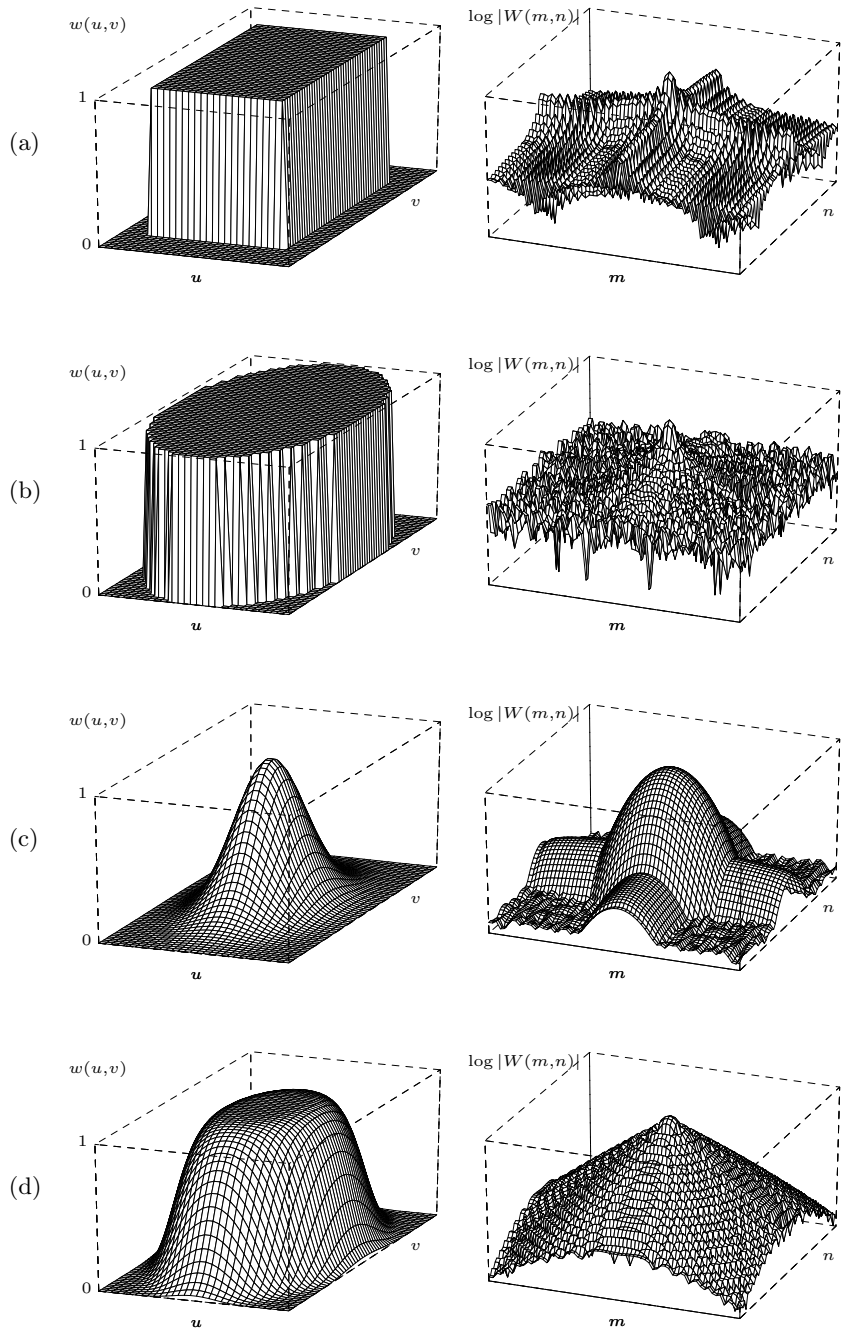 w(u,v)
log |W(m,n)|
1
(a)
n
v
0
u
m
w(u,v)
log |W(m,n)|
1
(b)
n
v
0
u
m
w(u,v)
log |W(m,n)|
1
(c)
n
v
0
u
m
w(u,v)
log |W(m,n)|
1
(d)
n
v
0
u
m